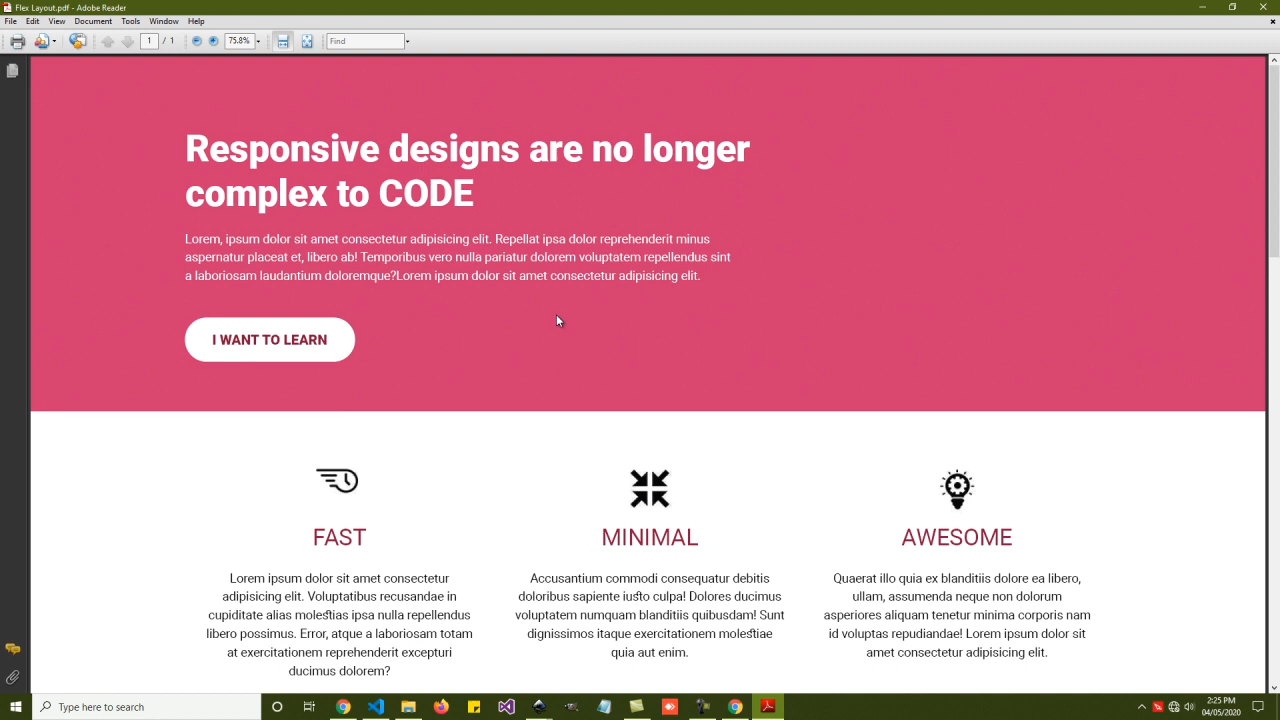 Flex Layout.pdf - Adobe Reader
File Edit View Document Tools Window Help
1 / 1 75.8% Find
Responsive designs are no longer
complex to CODE
Lorem, ipsum dolor sit amet consectetur adipisicing elit. Repellat ipsa dolor reprehenderit minus
aspernatur placeat et, libero ab! Temporibus vero nulla pariatur dolorem voluptatem repellendus sint
a laboriosam laudantium doloremque?Lorem ipsum dolor sit amet consectetur adipisicing elit.
I WANT TO LEARN
FAST
Lorem ipsum dolor sit amet consectetur
adipisicing elit. Voluptatibus recusandae in
cupiditate alias molestias ipsa nulla repellendus
libero possimus. Error, atque a laboriosam totam
at exercitationem reprehenderit excepturi
ducimus dolorem?
MINIMAL
Accusantium commodi consequatur debitis
doloribus sapiente iusto culpa! Dolores ducimus
voluptatem numquam blanditiis quibusdam! Sunt
dignissimos itaque exercitationem molestiae
quia aut enim.
AWESOME
Quaerat illo quia ex blanditiis dolore ea libero,
ullam, assumenda neque non dolorum
asperiores aliquam tenetur minima corporis nam
id voluptas repudiandae! Lorem ipsum dolor sit
amet consectetur adipisicing elit.
Type here to search
2:25 PM
04/05/2020